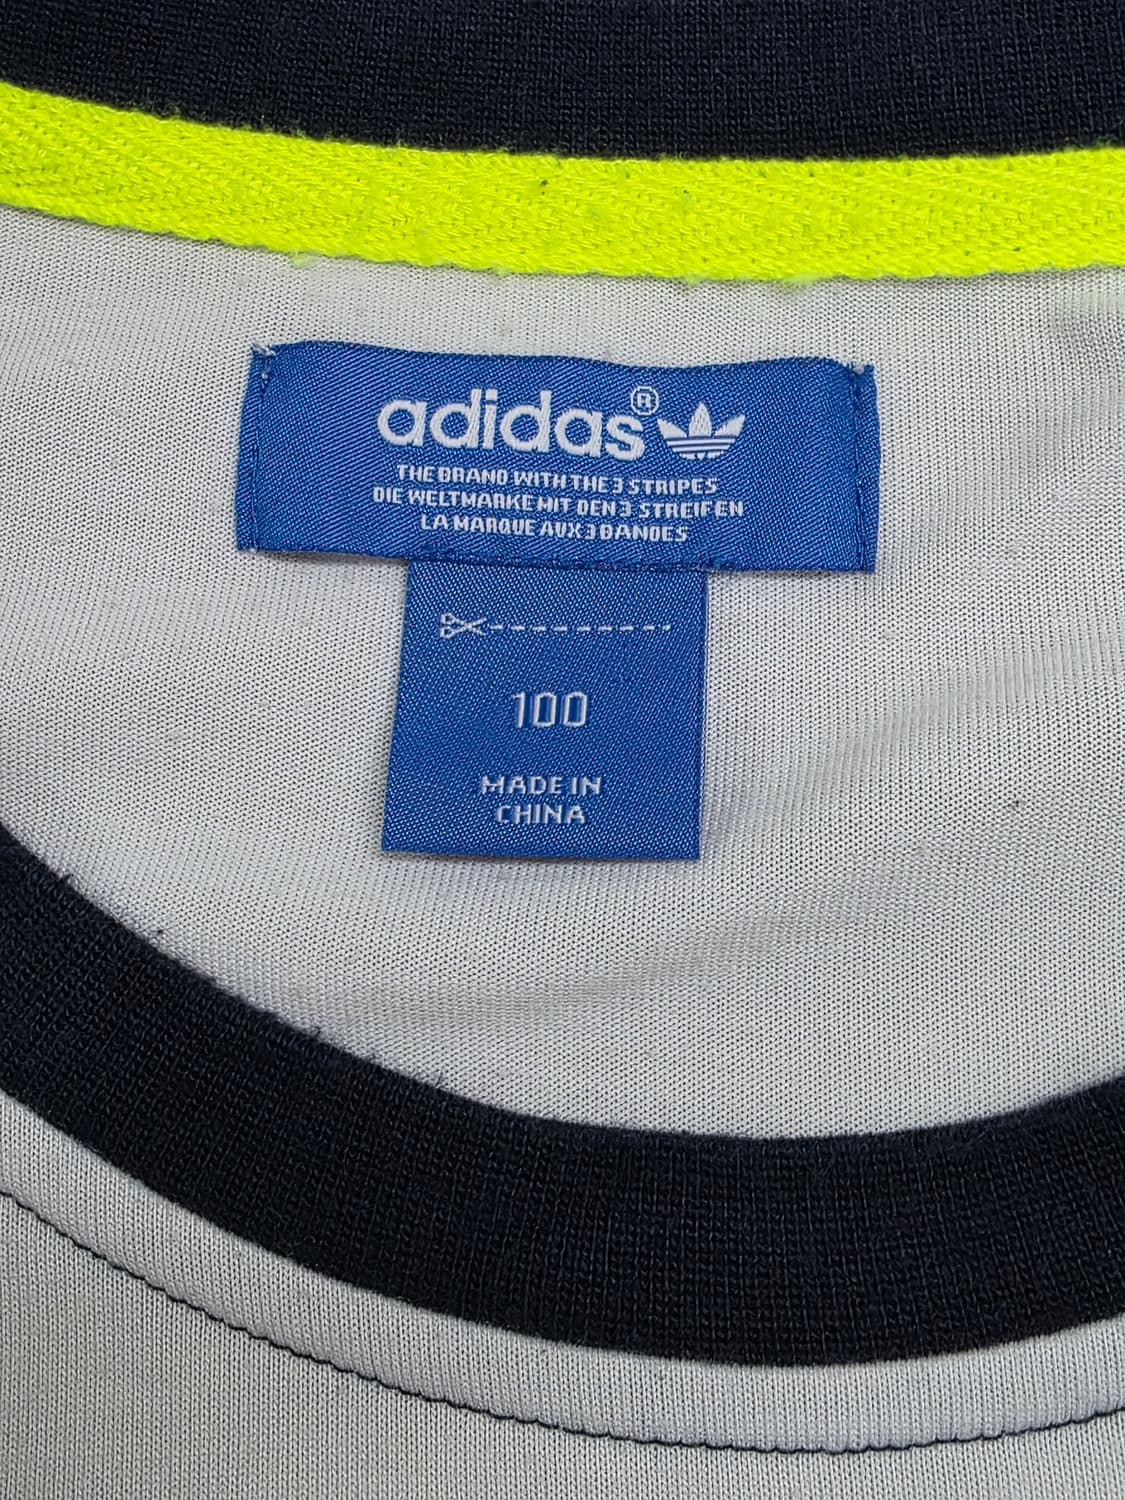 adidas®
THE BRAND WITH THE 3 STRIPES
DIE WELTMARKE MIT DEN 3 STREIFEN
LA MARQUE AUX 3 BANDES
100
MADE IN
CHINA